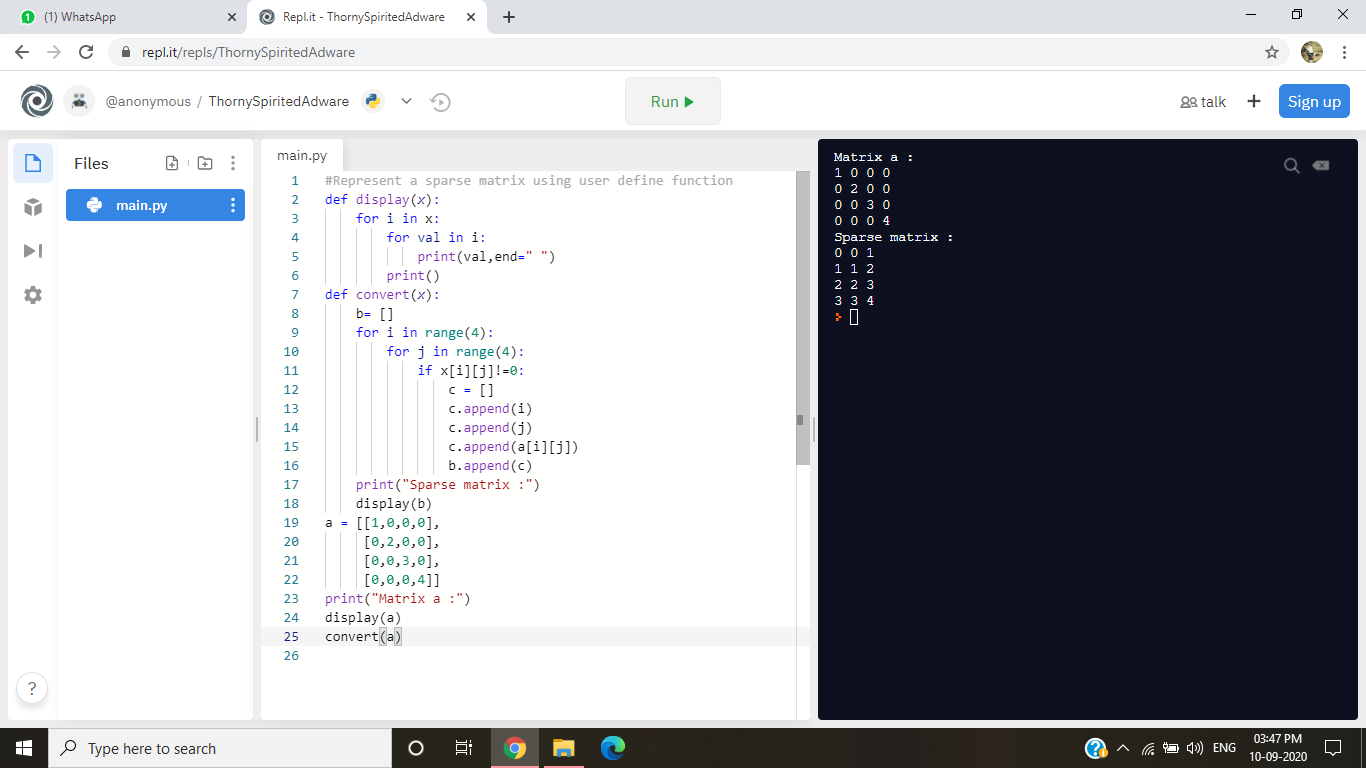 (1) WhatsApp
Repl.it - ThornySpiritedAdware
repl.it/repls/ThornySpiritedAdware
@anonymous / ThornySpiritedAdware
Run
talk
Sign up
Files
main.py
main.py
1 #Represent a sparse matrix using user define function
2 def display(x):
3 for i in x:
4 for val in i:
5 print(val,end=" ")
6 print()
7 def convert(x):
8 b= []
9 for i in range(4):
10 for j in range(4):
11 if x[i][j]!=0:
12 c = []
13 c.append(i)
14 c.append(j)
15 c.append(a[i][j])
16 b.append(c)
17 print("Sparse matrix :")
18 display(b)
19 a = [[1,0,0,0],
20 [0,2,0,0],
21 [0,0,3,0],
22 [0,0,0,4]]
23 print("Matrix a :")
24 display(a)
25 convert(a)
26
Matrix a :
1 0 0 0
0 2 0 0
0 0 3 0
0 0 0 4
Sparse matrix :
0 0 1
1 1 2
2 2 3
3 3 4
?
Type here to search
ENG
03:47 PM
10-09-2020